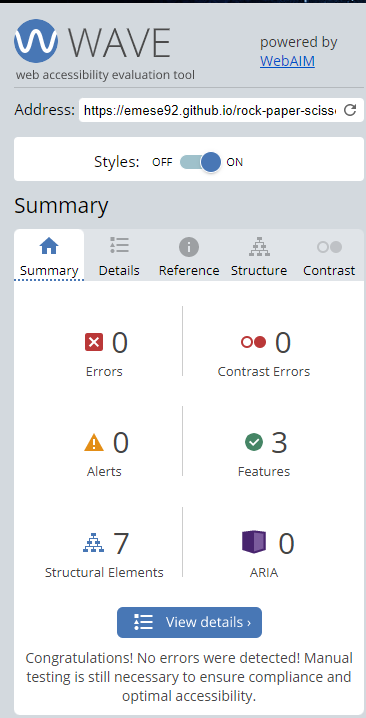 WAVE
web accessibility evaluation tool
powered by
WebAIM
Address: https://emese92.github.io/rock-paper-scisso
Styles: OFF ON
Summary
Summary Details Reference Structure Contrast
0 0
Errors Contrast Errors
0 3
Alerts Features
7 0
Structural Elements ARIA
View details ›
Congratulations! No errors were detected! Manual
testing is still necessary to ensure compliance and
optimal accessibility.